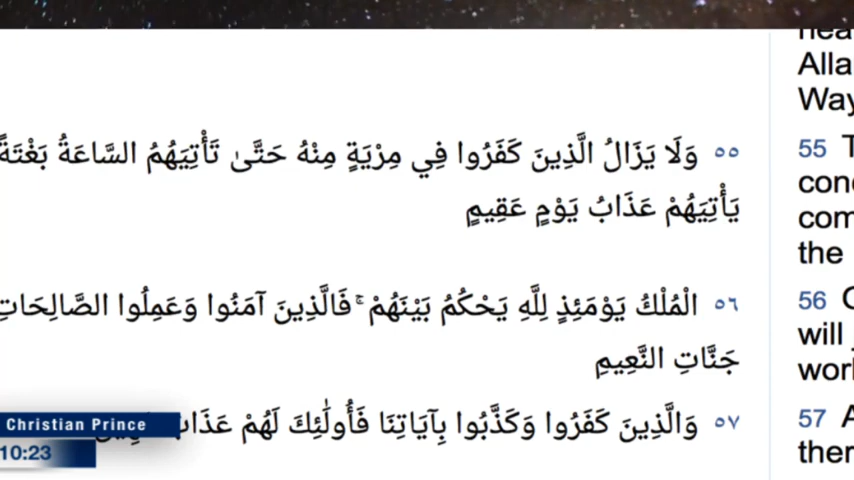 ٥٥ وَلَا يَزَالُ الَّذِينَ كَفَرُوا فِي مِرْيَةٍ مِنْهُ حَتَّىٰ تَأْتِيَهُمُ السَّاعَةُ بَغْتَةً
يَأْتِيَهُمْ عَذَابُ يَوْمٍ عَقِيمٍ
٥٦ الْمُلْكُ يَوْمَئِذٍ لِلَّهِ يَحْكُمُ بَيْنَهُمْ ۚ فَالَّذِينَ آمَنُوا وَعَمِلُوا الصَّالِحَاتِ
جَنَّاتِ النَّعِيمِ
٥٧ وَالَّذِينَ كَفَرُوا وَكَذَّبُوا بِآيَاتِنَا فَأُولَٰئِكَ لَهُمْ عَذَابٌ
Alla
Way
55 T
cond
com
the
56
will
work
57 A
ther
Christian Prince
10:23